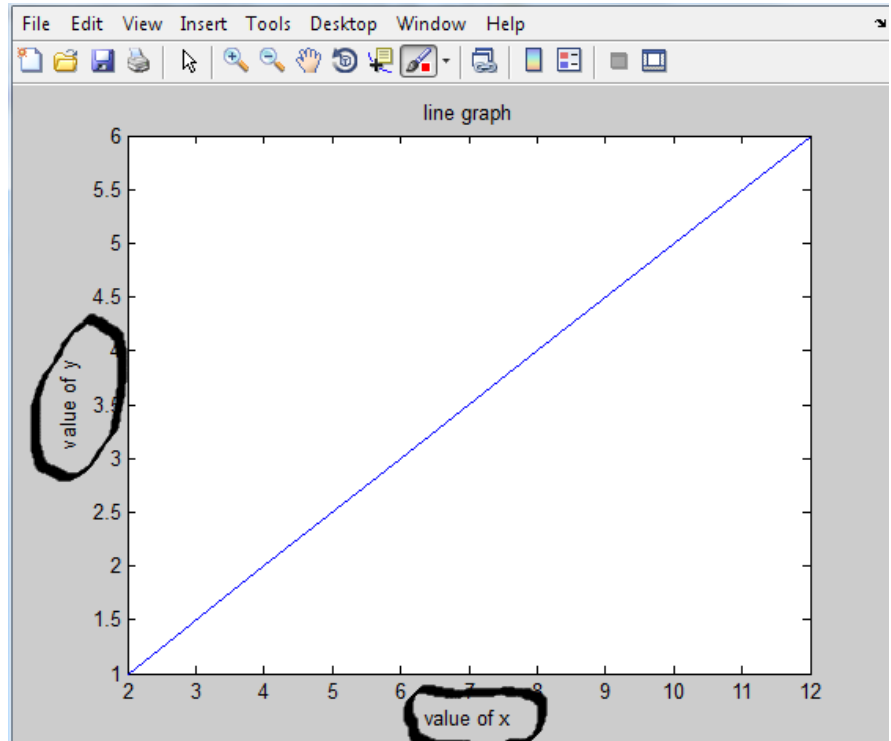 File Edit View Insert Tools Desktop Window Help
line graph
6
5.5
5
4.5
4
3.5
3
2.5
2
1.5
1
value of y
2 3 4 5 6 7 8 9 10 11 12
value of x